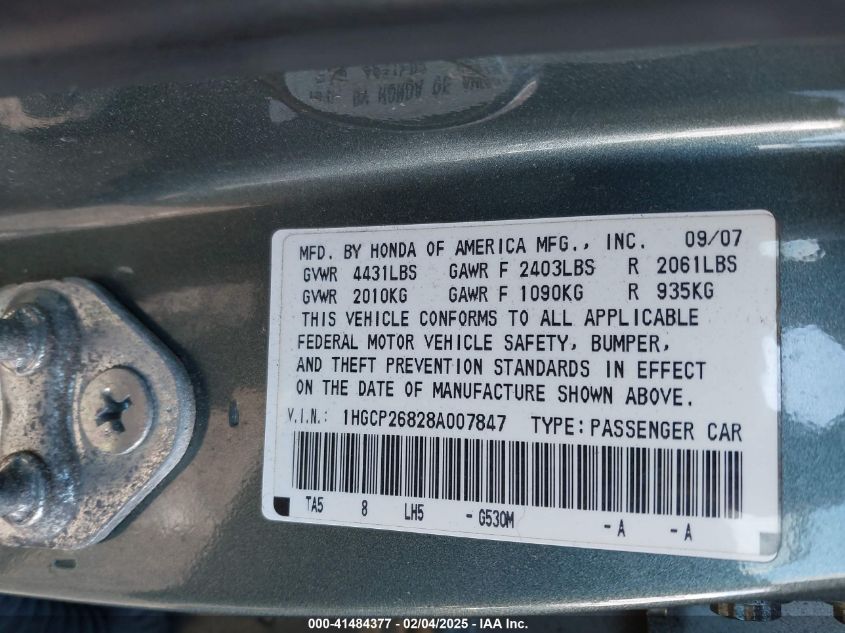 MFD. BY HONDA OF AMERICA MFG., INC. 09/07
GVWR 4431LBS GAWR F 2403LBS R 2061LBS
GVWR 2010KG GAWR F 1090KG R 935KG
THIS VEHICLE CONFORMS TO ALL APPLICABLE
FEDERAL MOTOR VEHICLE SAFETY, BUMPER,
AND THEFT PREVENTION STANDARDS IN EFFECT
ON THE DATE OF MANUFACTURE SHOWN ABOVE.
V.I.N.: 1HGCP26828A007847 TYPE: PASSENGER CAR
TA5 8 LH5 - G530M - A - A
000-41484377 - 02/04/2025 - IAA Inc.